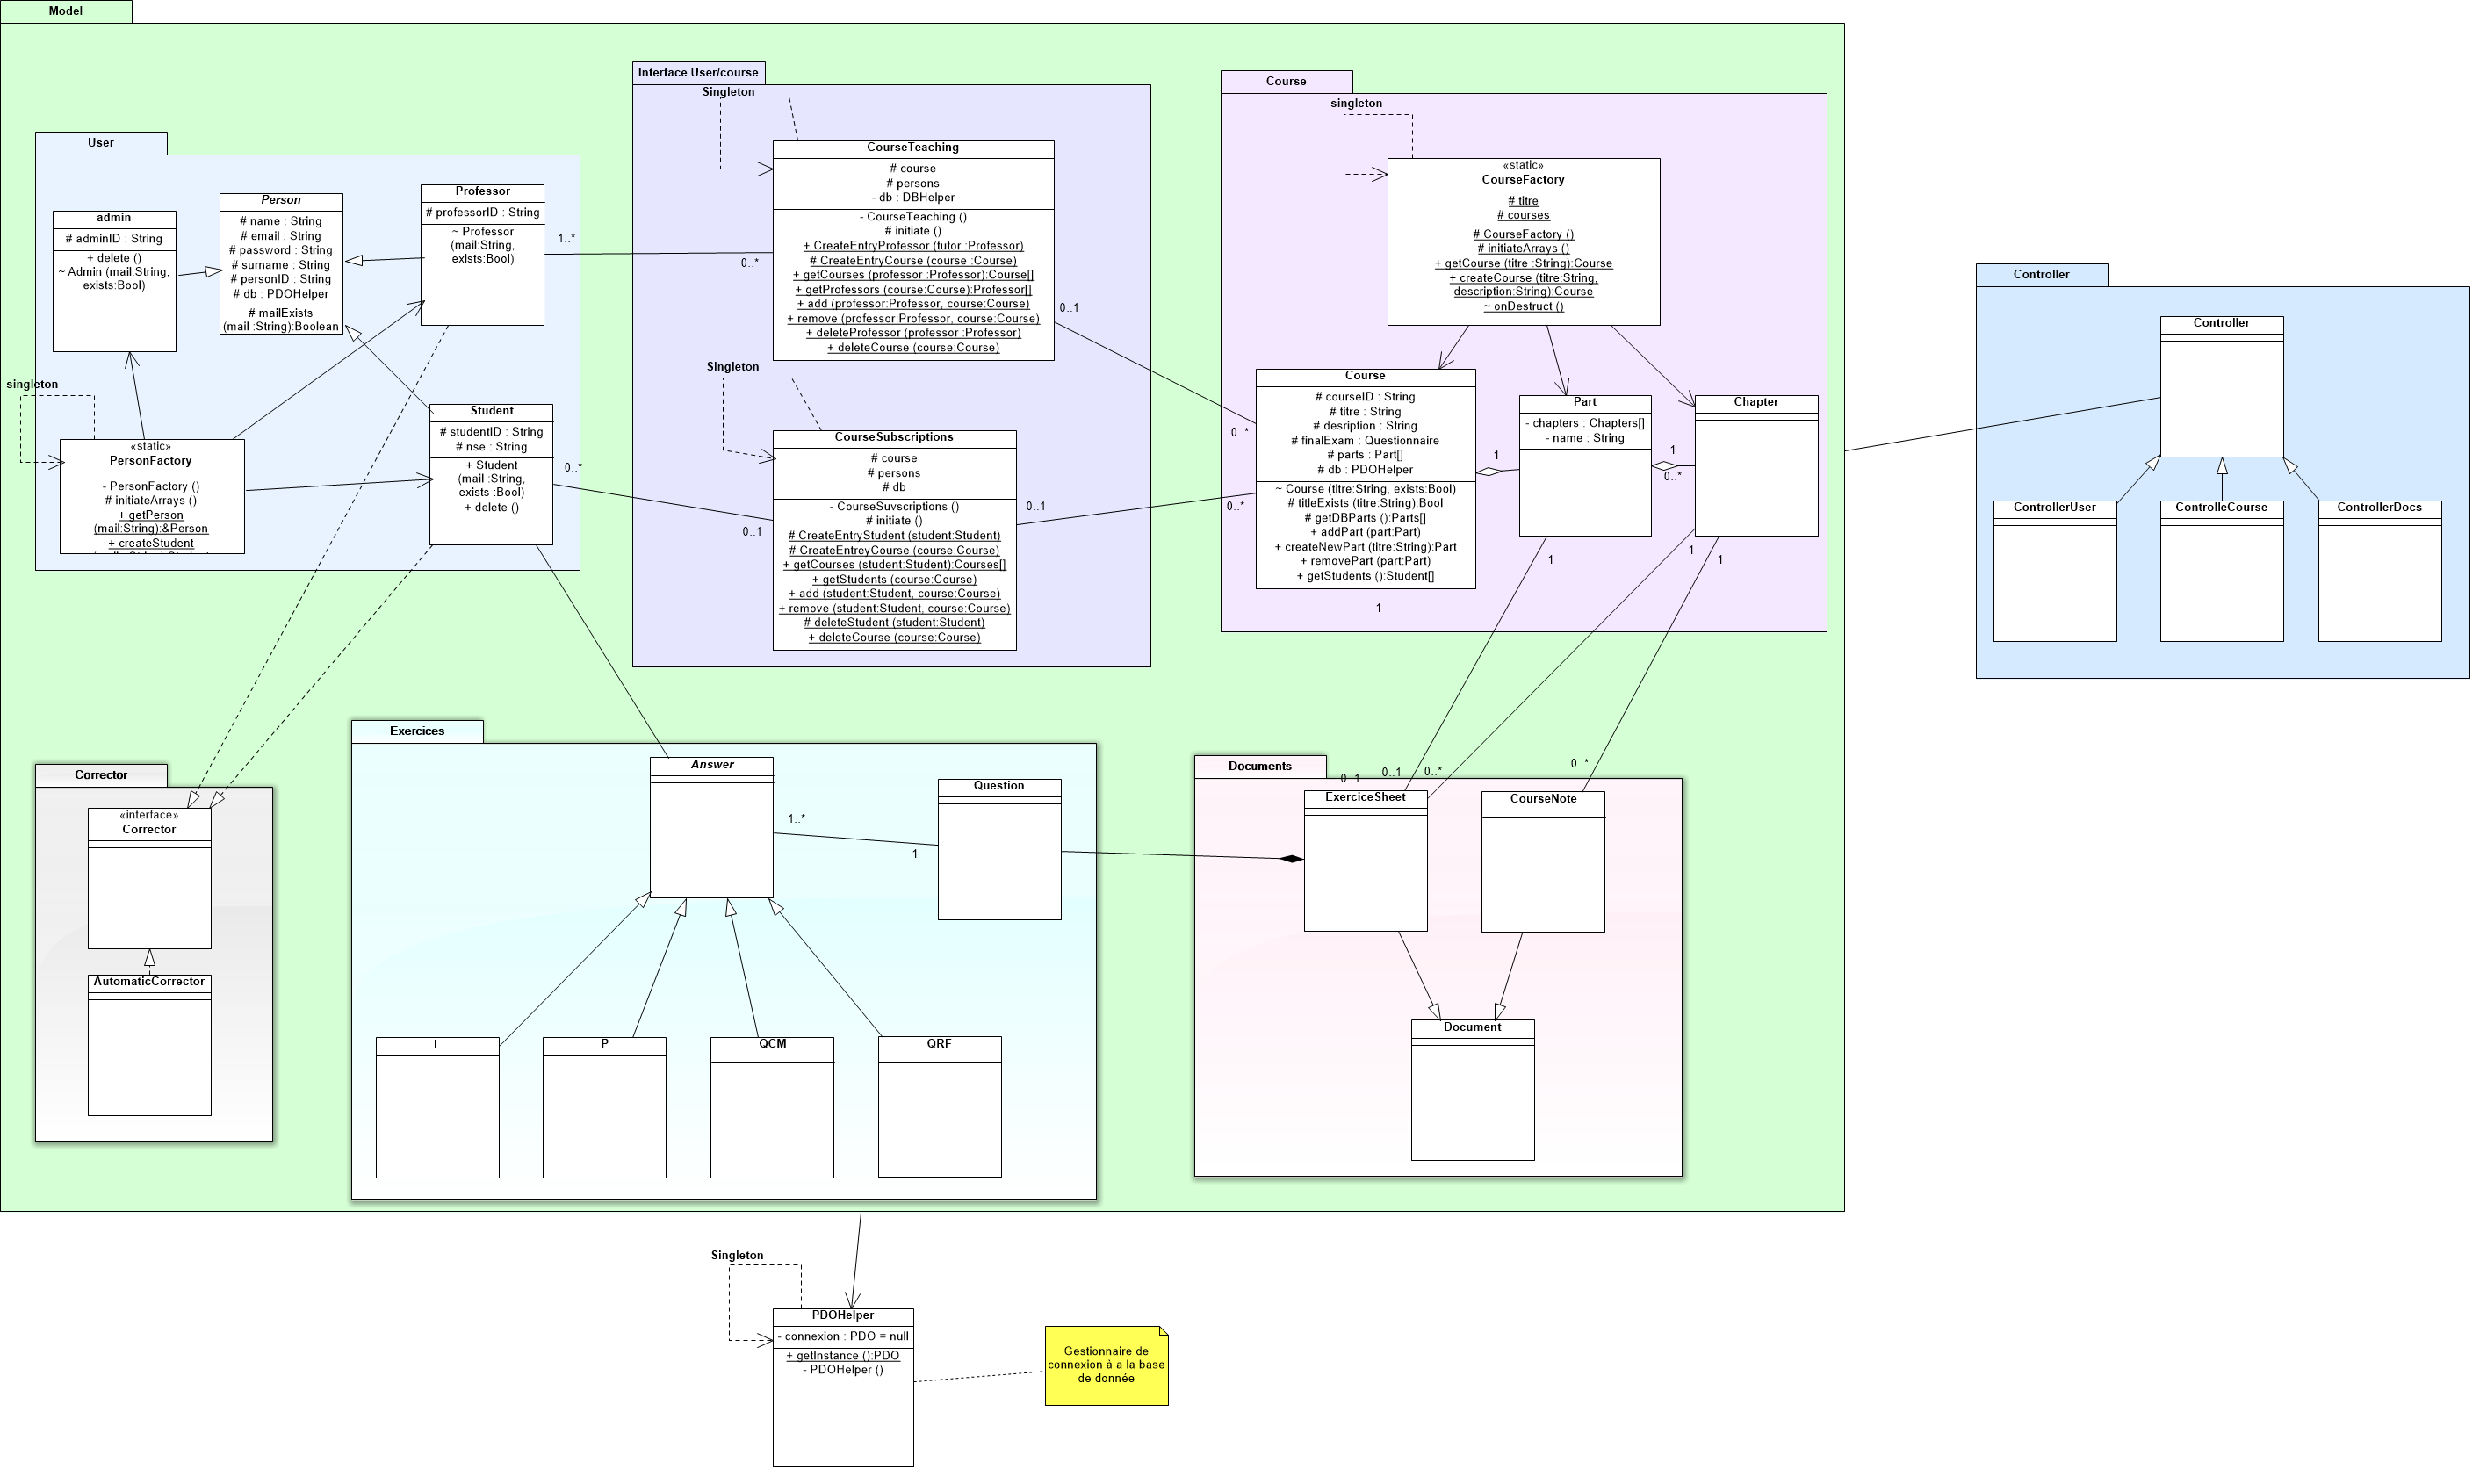 Model
User
admin
# adminID : String
+ delete ()
~ Admin (mail:String,
exists:Bool)
Person
# name : String
# email : String
# password : String
# surname : String
# personID : String
# db : PDOHelper
# mailExists
(mail :String):Boolean
Professor
# professorID : String
~ Professor
(mail:String,
exists:Bool)
1..*
0..*
singleton
«static»
PersonFactory
- PersonFactory ()
# initiateArrays ()
+ getPerson
(mail:String):&Person
+ createStudent
Student
# studentID : String
# nse : String
+ Student
(mail :String,
exists :Bool)
+ delete ()
0..*
0..1
Interface User/course
Singleton
CourseTeaching
# course
# persons
- db : DBHelper
- CourseTeaching ()
# initiate ()
+ CreateEntryProfessor (tutor :Professor)
# CreateEntryCourse (course :Course)
+ getCourses (professor :Professor):Course[]
+ getProfessors (course:Course):Professor[]
+ add (professor:Professor, course:Course)
+ remove (professor:Professor, course:Course)
+ deleteProfessor (professor :Professor)
+ deleteCourse (course:Course)
0..1
0..*
Singleton
CourseSubscriptions
# course
# persons
# db
- CourseSuvscriptions ()
# initiate ()
# CreateEntryStudent (student:Student)
# CreateEntreyCourse (course:Course)
+ getCourses (student:Student):Courses[]
+ getStudents (course:Course)
+ add (student:Student, course:Course)
+ remove (student:Student, course:Course)
# deleteStudent (student:Student)
+ deleteCourse (course:Course)
0..1
0..*
Course
singleton
«static»
CourseFactory
# titre
# courses
# CourseFactory ()
# initiateArrays ()
+ getCourse (titre :String):Course
+ createCourse (titre:String,
description:String):Course
~ onDestruct ()
Course
# courseID : String
# titre : String
# desription : String
# finalExam : Questionnaire
# parts : Part[]
# db : PDOHelper
~ Course (titre:String, exists:Bool)
# titleExists (titre:String):Bool
# getDBParts ():Parts[]
+ addPart (part:Part)
+ createNewPart (titre:String):Part
+ removePart (part:Part)
+ getStudents ():Student[]
1
Part
- chapters : Chapters[]
- name : String
1
0..*
Chapter
1
1
1
1
Controller
Controller
ControllerUser
ControlleCourse
ControllerDocs
Corrector
«interface»
Corrector
AutomaticCorrector
Exercices
Answer
1..*
1
Question
L
P
QCM
QRF
Documents
0..1
0..1
0..*
0..*
ExerciceSheet
CourseNote
Document
Singleton
PDOHelper
- connexion : PDO = null
+ getInstance ():PDO
- PDOHelper ()
Gestionnaire de
connexion à a la base
de donnée